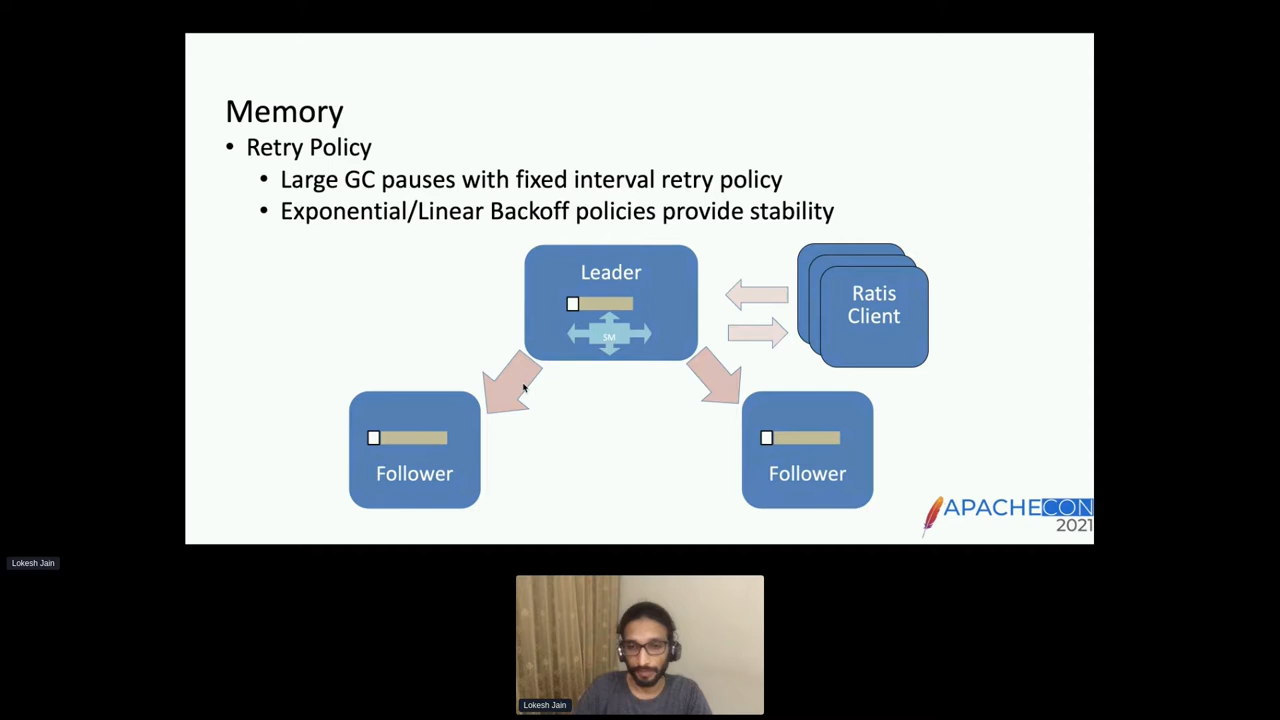 Memory
• Retry Policy
• Large GC pauses with fixed interval retry policy
• Exponential/Linear Backoff policies provide stability
Leader
SM
Ratis
Client
Follower
Follower
APACHECON
2021
Lokesh Jain
Lokesh Jain